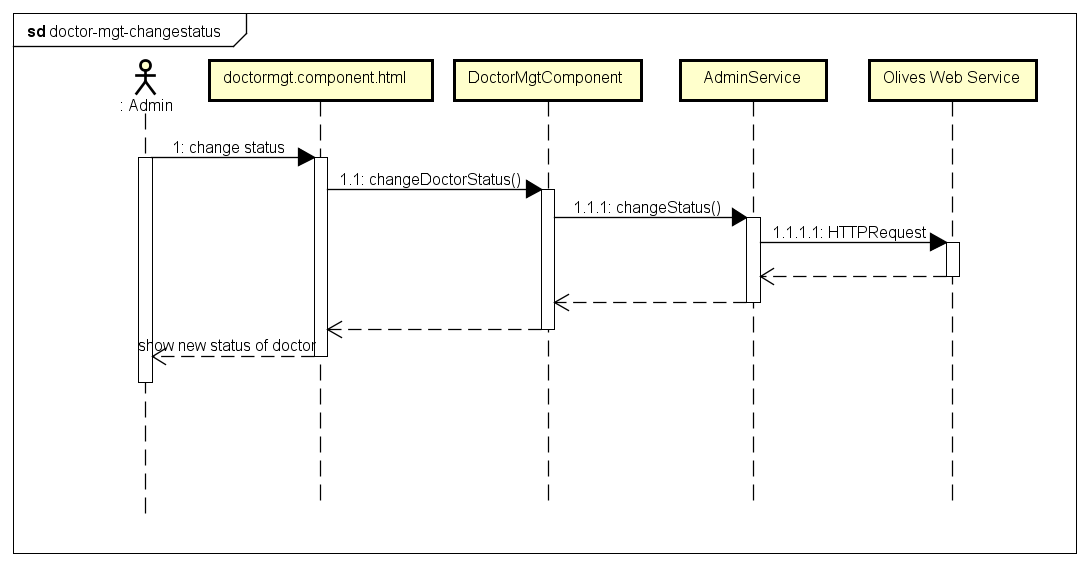 sd doctor-mgt-changestatus
: Admin
doctormgt.component.html
DoctorMgtComponent
AdminService
Olives Web Service
1: change status
1.1: changeDoctorStatus()
1.1.1: changeStatus()
1.1.1.1: HTTPRequest
show new status of doctor